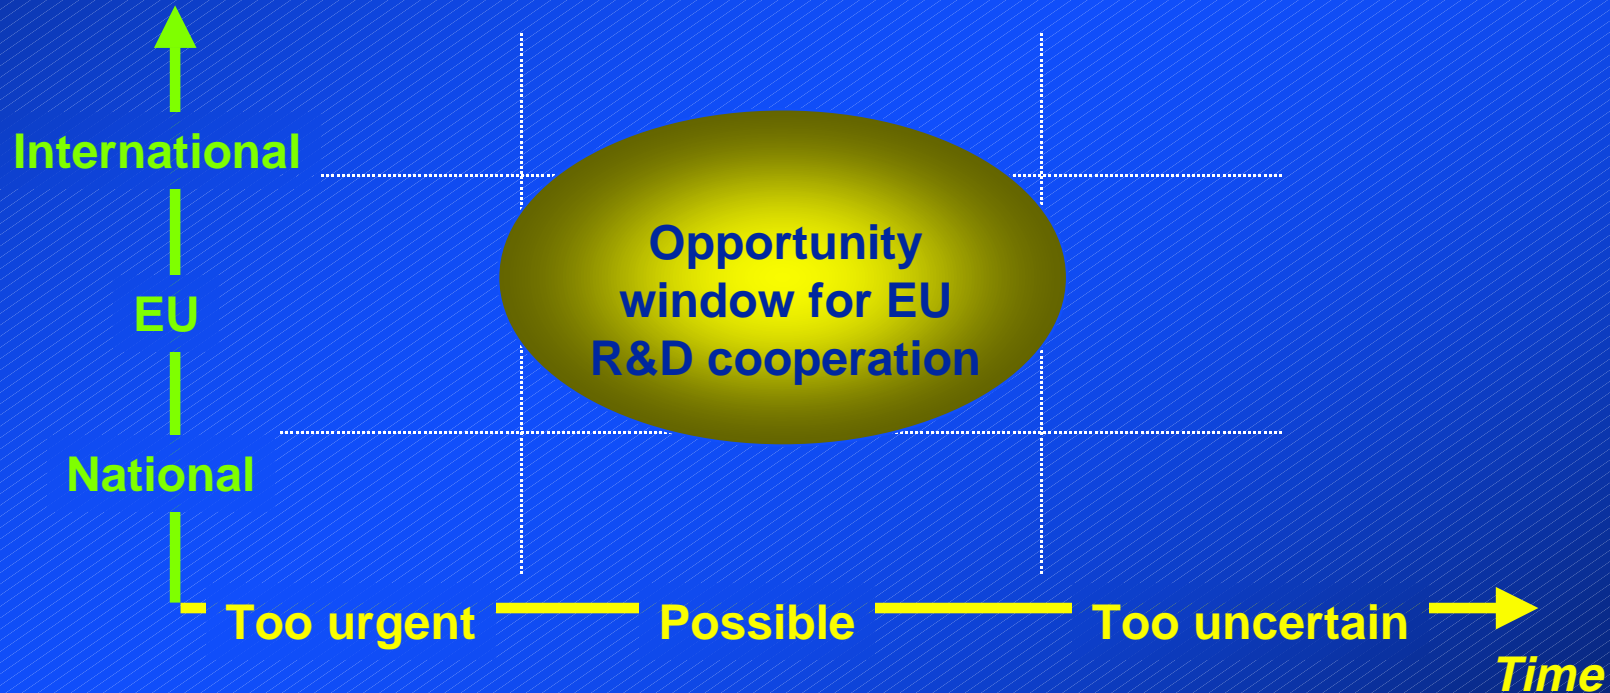 International
Opportunity
window for EU
R&D cooperation
EU
National
Too urgent
Possible
Too uncertain
Time